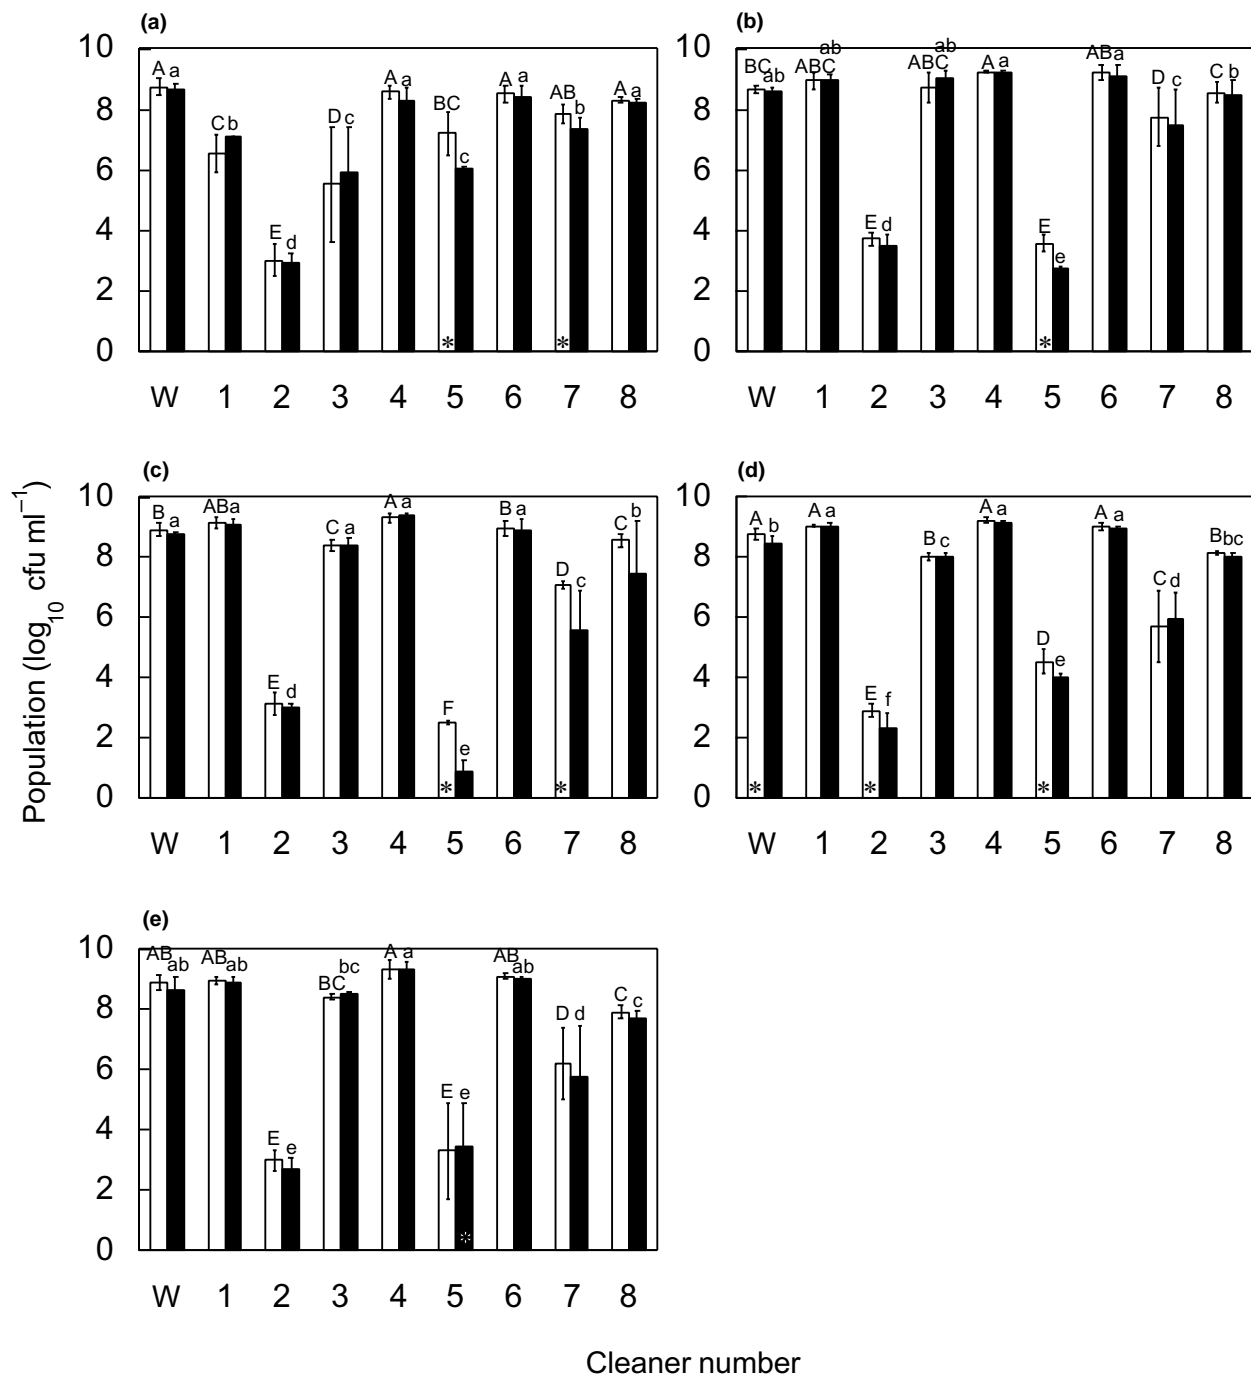 (a)
10
8
6
4
2
0
A a
C b
E d
D c
A a
BC c
A a
AB b
A a
*
*
W 1 2 3 4 5 6 7 8
(b)
10
8
6
4
2
0
BC ab
ABC ab
E d
ABC ab
A a
E e
AB a
D c
C b
*
W 1 2 3 4 5 6 7 8
Population (log10 cfu ml–1)
(c)
10
8
6
4
2
0
B a
AB a
E d
C a
A a
F e
B a
D c
C b
*
*
W 1 2 3 4 5 6 7 8
(d)
10
8
6
4
2
0
A b
A a
E f
B c
A a
D e
A a
C d
B bc
*
*
*
W 1 2 3 4 5 6 7 8
(e)
10
8
6
4
2
0
AB ab
AB ab
E e
BC bc
A a
E e
AB ab
D d
C c
*
W 1 2 3 4 5 6 7 8
Cleaner number